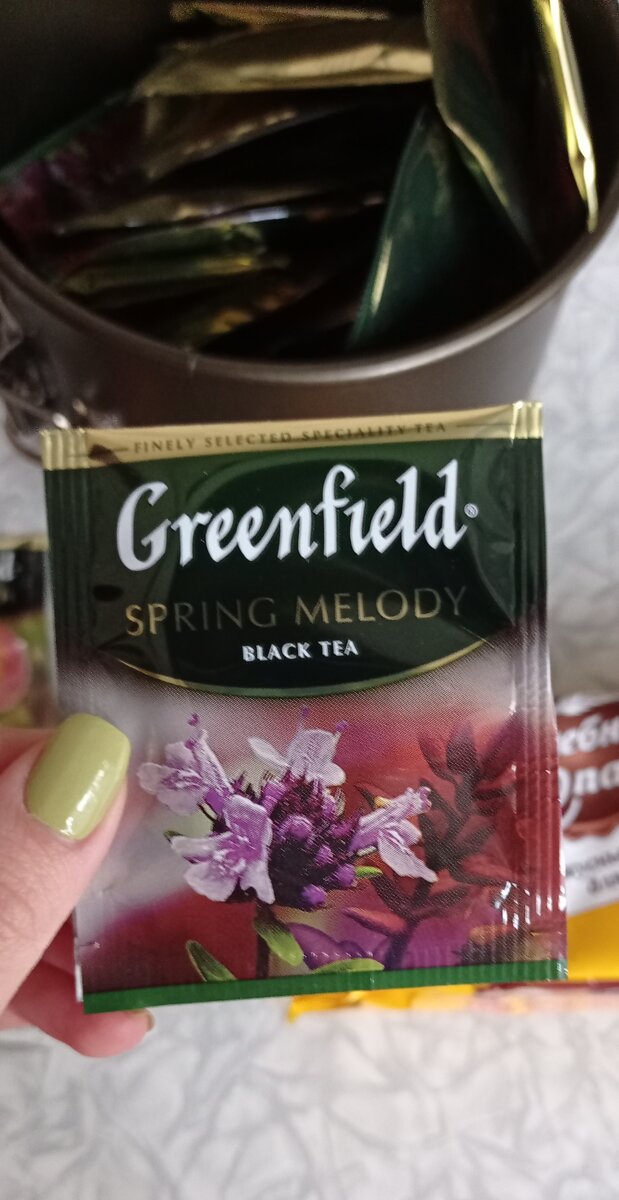 FINELY SELECTED SPECIALITY TEA
Greenfield®
SPRING MELODY
BLACK TEA